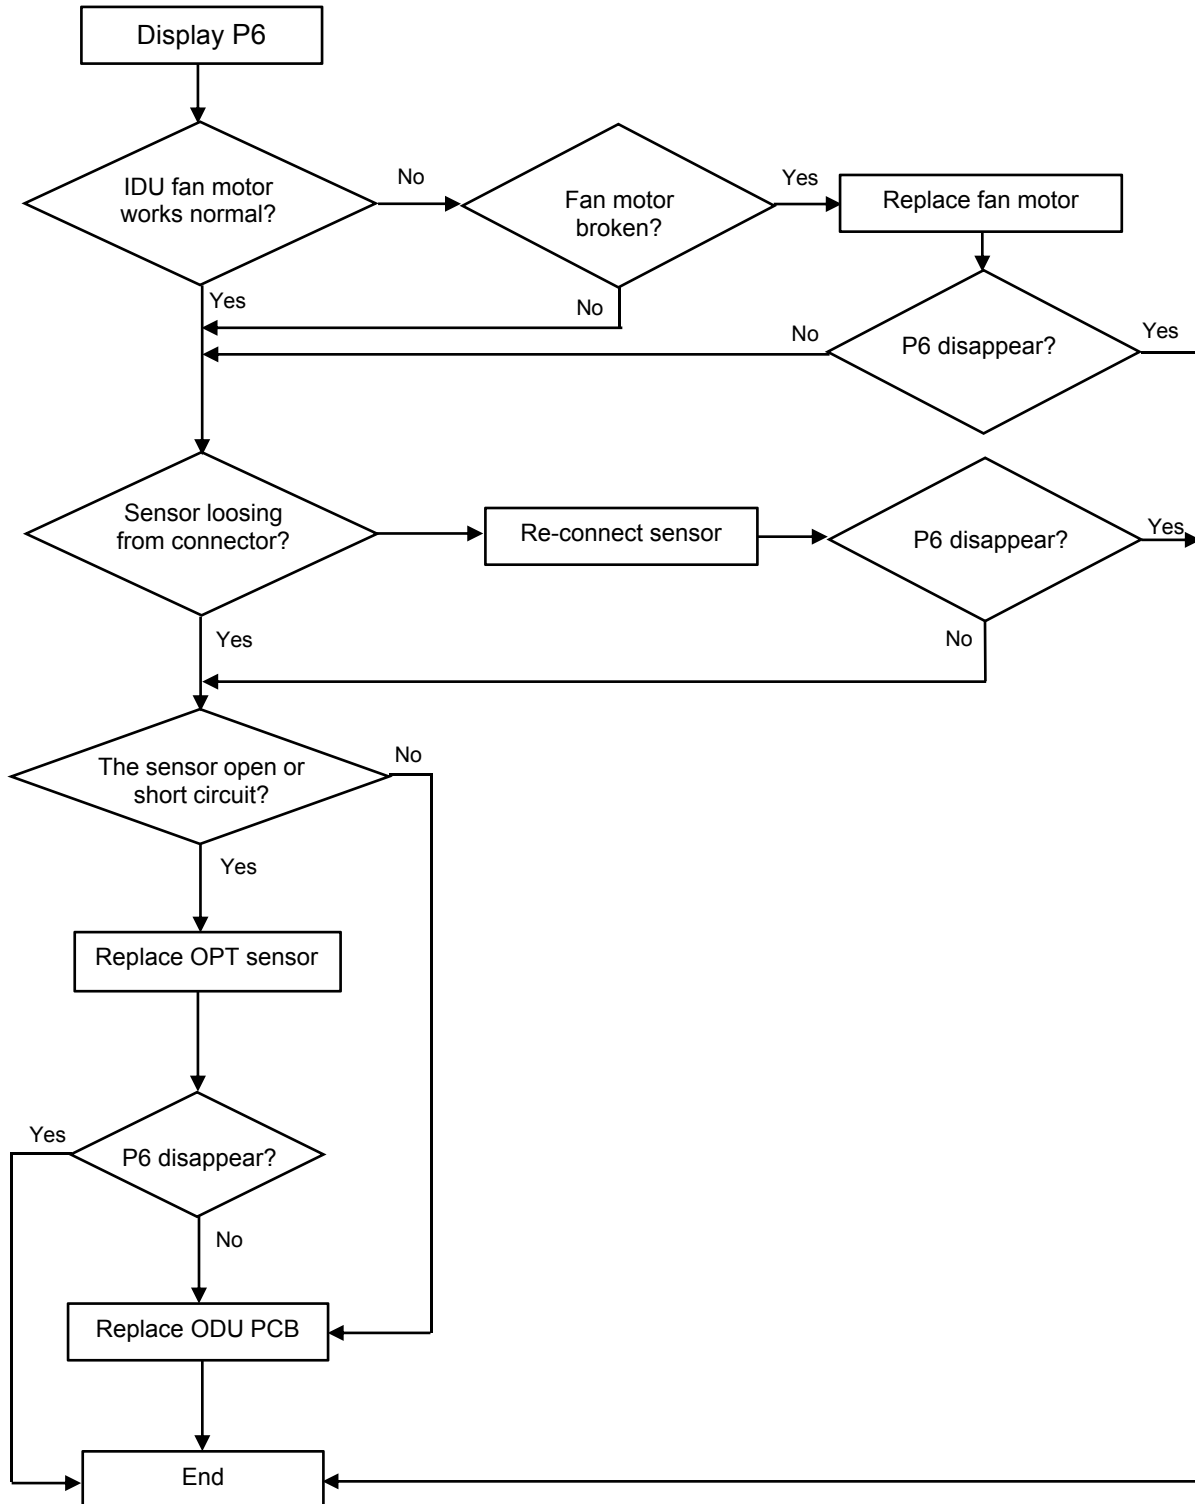 Display P6
IDU fan motor
works normal?
No
Fan motor
broken?
Yes
Replace fan motor
Yes
No
No
P6 disappear?
Yes
Sensor loosing
from connector?
Re-connect sensor
P6 disappear?
Yes
Yes
No
The sensor open or
short circuit?
No
Yes
Replace OPT sensor
Yes
P6 disappear?
No
Replace ODU PCB
End